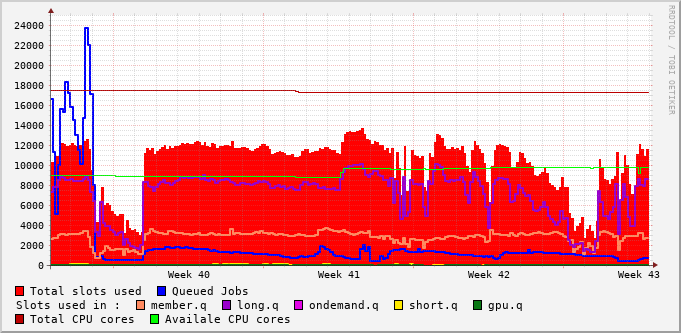 24000
22000
20000
18000
16000
14000
12000
10000
8000
6000
4000
2000
0
Week 40 Week 41 Week 42 Week 43
Total slots used Queued Jobs
Slots used in : member.q long.q ondemand.q short.q gpu.q
Total CPU cores Availale CPU cores
RRDTOOL / TOBI OETIKER